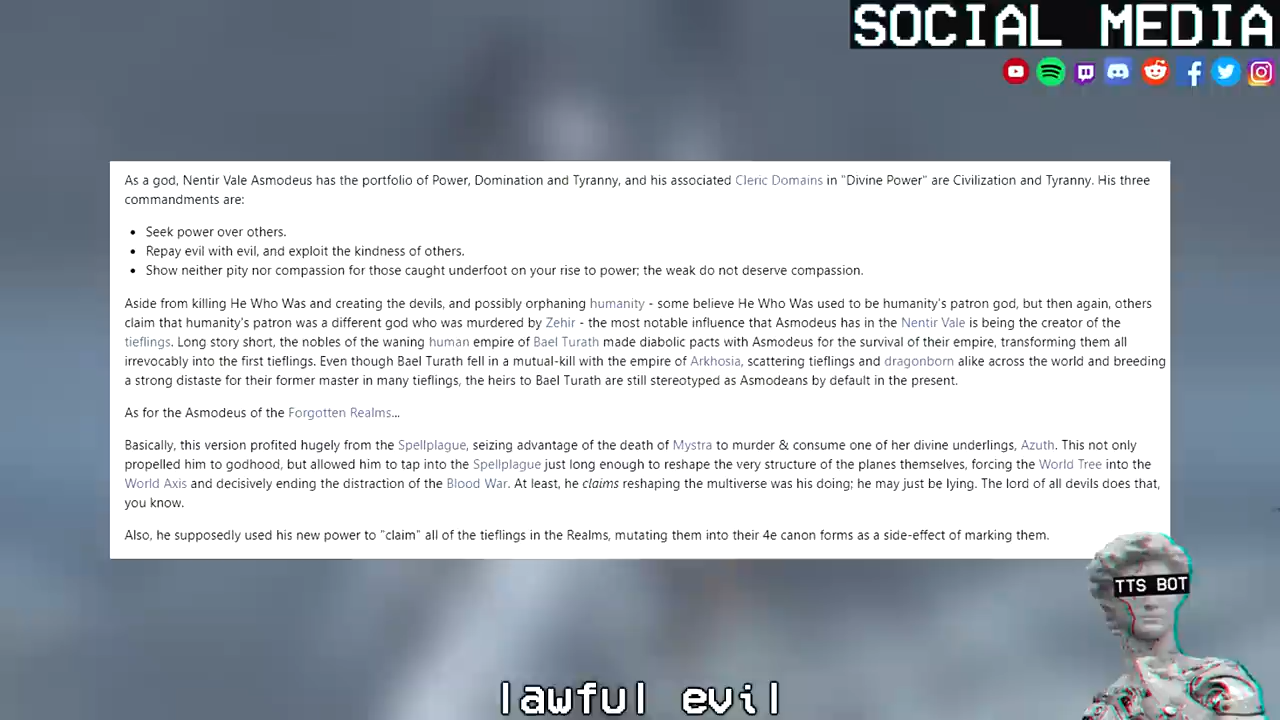 SOCIAL MEDIA
As a god, Nentir Vale Asmodeus has the portfolio of Power, Domination and Tyranny, and his associated Cleric Domains in "Divine Power" are Civilization and Tyranny. His three
commandments are:
• Seek power over others.
• Repay evil with evil, and exploit the kindness of others.
• Show neither pity nor compassion for those caught underfoot on your rise to power; the weak do not deserve compassion.
Aside from killing He Who Was and creating the devils, and possibly orphaning humanity - some believe He Who Was used to be humanity's patron god, but then again, others
claim that humanity's patron was a different god who was murdered by Zehir - the most notable influence that Asmodeus has in the Nentir Vale is being the creator of the
tieflings. Long story short, the nobles of the waning human empire of Bael Turath made diabolic pacts with Asmodeus for the survival of their empire, transforming them all
irrevocably into the first tieflings. Even though Bael Turath fell in a mutual-kill with the empire of Arkhosia, scattering tieflings and dragonborn alike across the world and breeding
a strong distaste for their former master in many tieflings, the heirs to Bael Turath are still stereotyped as Asmodeans by default in the present.
As for the Asmodeus of the Forgotten Realms...
Basically, this version profited hugely from the Spellplague, seizing advantage of the death of Mystra to murder & consume one of her divine underlings, Azuth. This not only
propelled him to godhood, but allowed him to tap into the Spellplague just long enough to reshape the very structure of the planes themselves, forcing the World Tree into the
World Axis and decisively ending the distraction of the Blood War. At least, he claims reshaping the multiverse was his doing; he may just be lying. The lord of all devils does that,
you know.
Also, he supposedly used his new power to "claim" all of the tieflings in the Realms, mutating them into their 4e canon forms as a side-effect of marking them.
TTS BOT
lawful evil